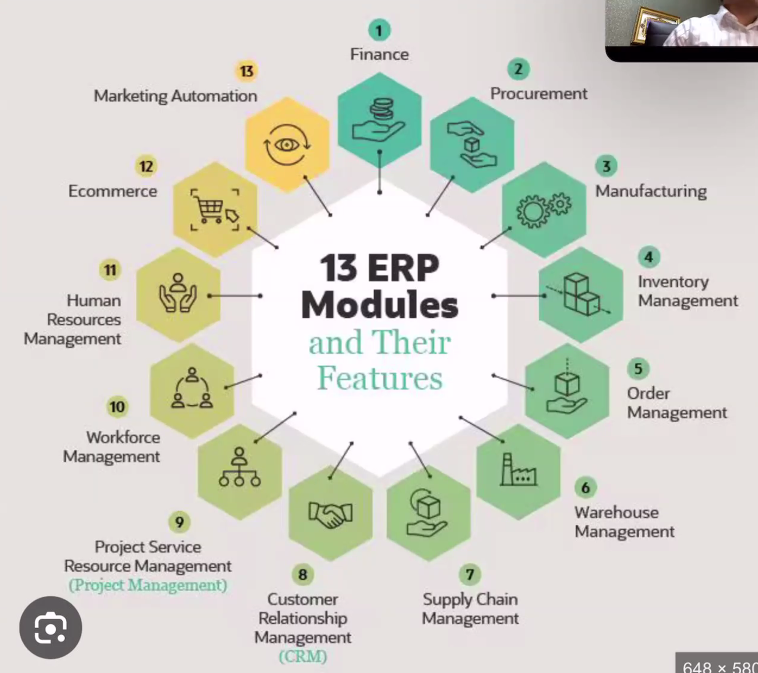 13 ERP
Modules
and Their
Features
1
Finance
2
Procurement
3
Manufacturing
4
Inventory
Management
5
Order
Management
6
Warehouse
Management
7
Supply Chain
Management
8
Customer
Relationship
Management
(CRM)
9
Project Service
Resource Management
(Project Management)
10
Workforce
Management
11
Human
Resources
Management
12
Ecommerce
13
Marketing Automation
648 × 580